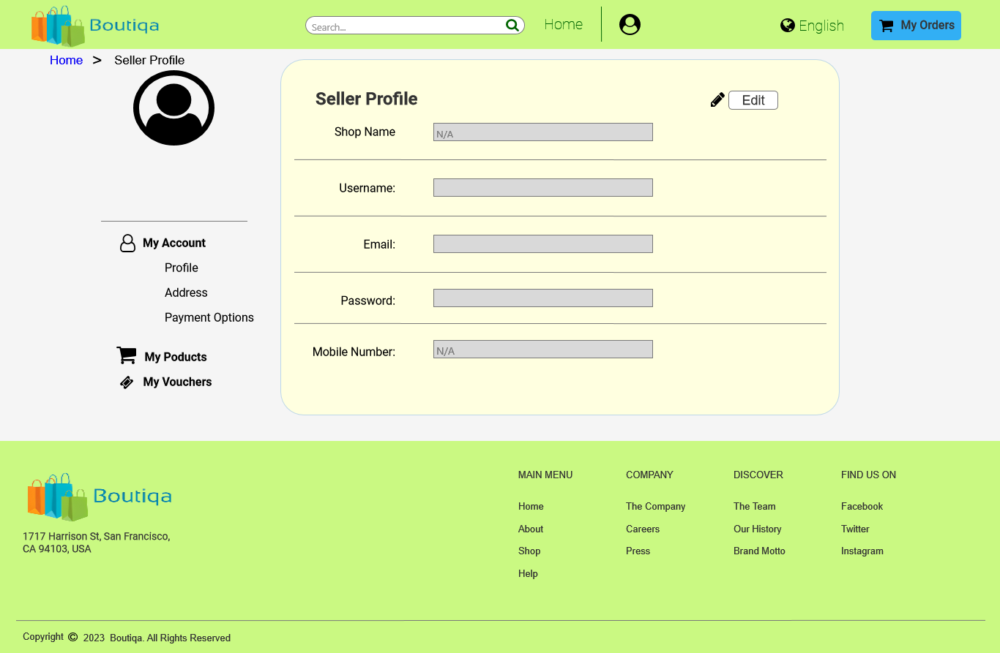 Boutiqa
Search...
Home
English
My Orders
Home > Seller Profile
Seller Profile
Edit
Shop Name
N/A
Username:
Email:
Password:
Mobile Number:
N/A
My Account
Profile
Address
Payment Options
My Poducts
My Vouchers
Boutiqa
1717 Harrison St, San Francisco,
CA 94103, USA
MAIN MENU
Home
About
Shop
Help
COMPANY
The Company
Careers
Press
DISCOVER
The Team
Our History
Brand Motto
FIND US ON
Facebook
Twitter
Instagram
Copyright © 2023 Boutiqa. All Rights Reserved